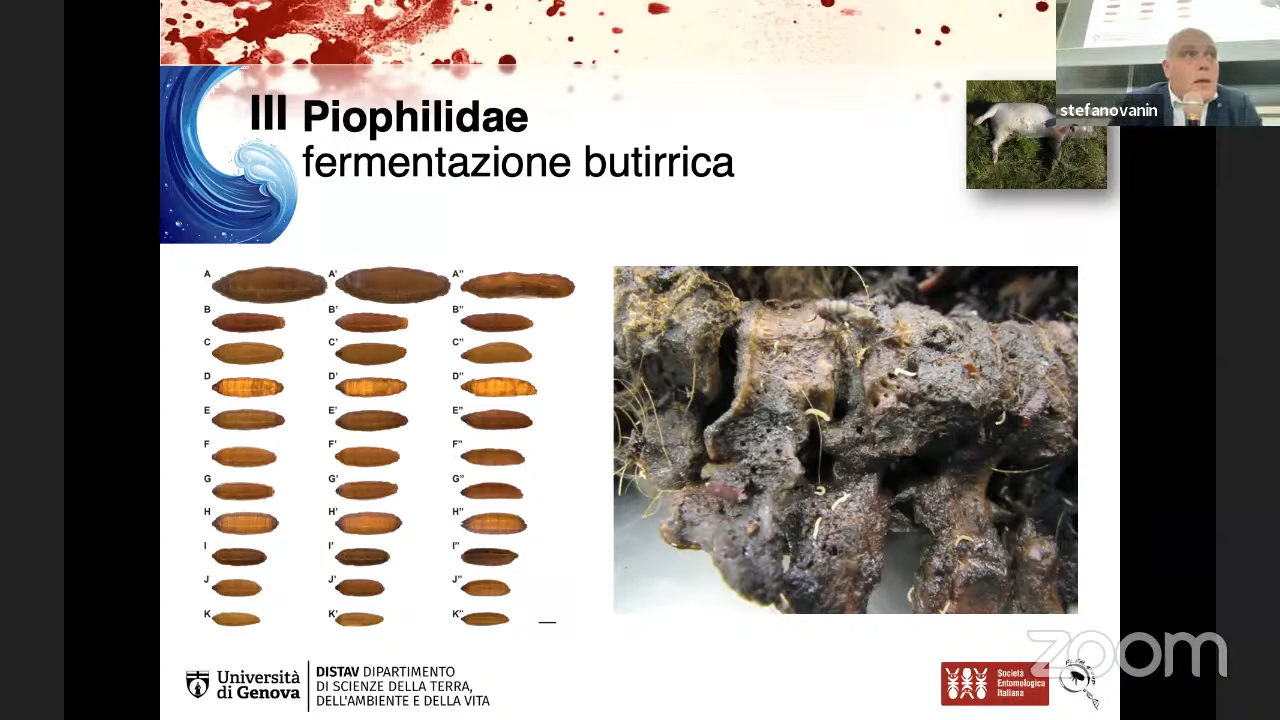 III Piophilidae
fermentazione butirrica
stefanovanin
A A' A"
B B' B"
C C' C"
D D' D"
E E' E"
F F' F"
G G' G"
H H' H"
I I' I"
J J' J"
K K' K"
Università
di Genova
DISTAV DIPARTIMENTO
DI SCIENZE DELLA TERRA,
DELL'AMBIENTE E DELLA VITA
Società
Entomologica
Italiana
zoom